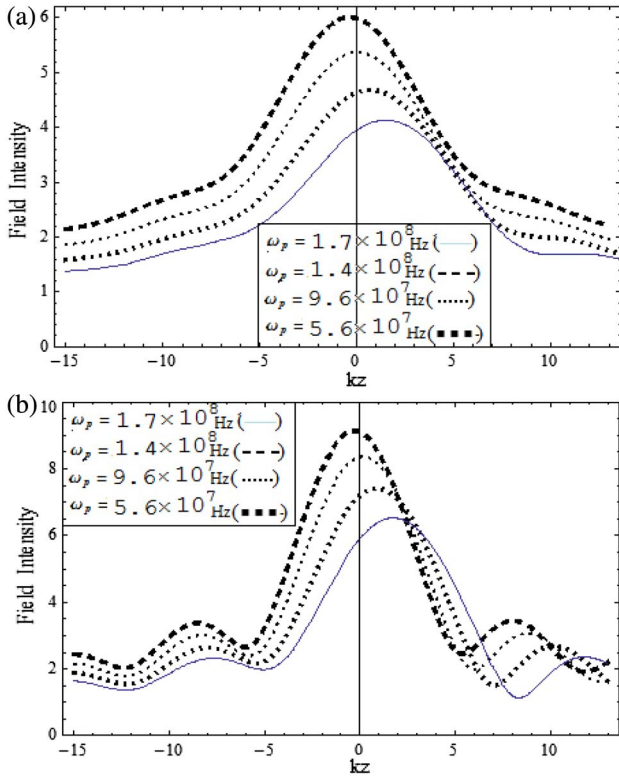 (a)
6
5
4
3
2
1
0
Field Intensity
ωp = 1.7×10^8 Hz( — )
ωp = 1.4×10^8 Hz( --- )
ωp = 9.6×10^7 Hz( ······ )
ωp = 5.6×10^7 Hz( ▪▪▪ )
−15 −10 −5 0 5 10
kz
(b)
10
8
6
4
2
0
Field Intensity
ωp = 1.7×10^8 Hz( — )
ωp = 1.4×10^8 Hz( --- )
ωp = 9.6×10^7 Hz( ······ )
ωp = 5.6×10^7 Hz( ▪▪▪ )
−15 −10 −5 0 5 10
kz